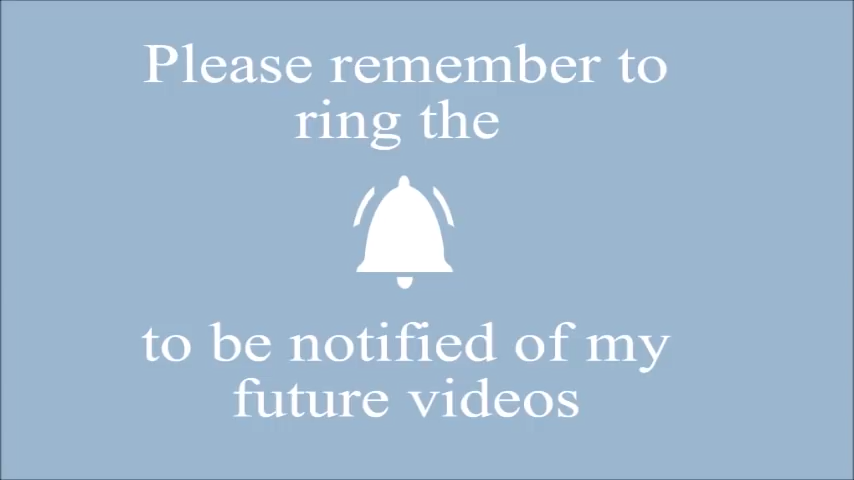 Please remember to
ring the
to be notified of my
future videos